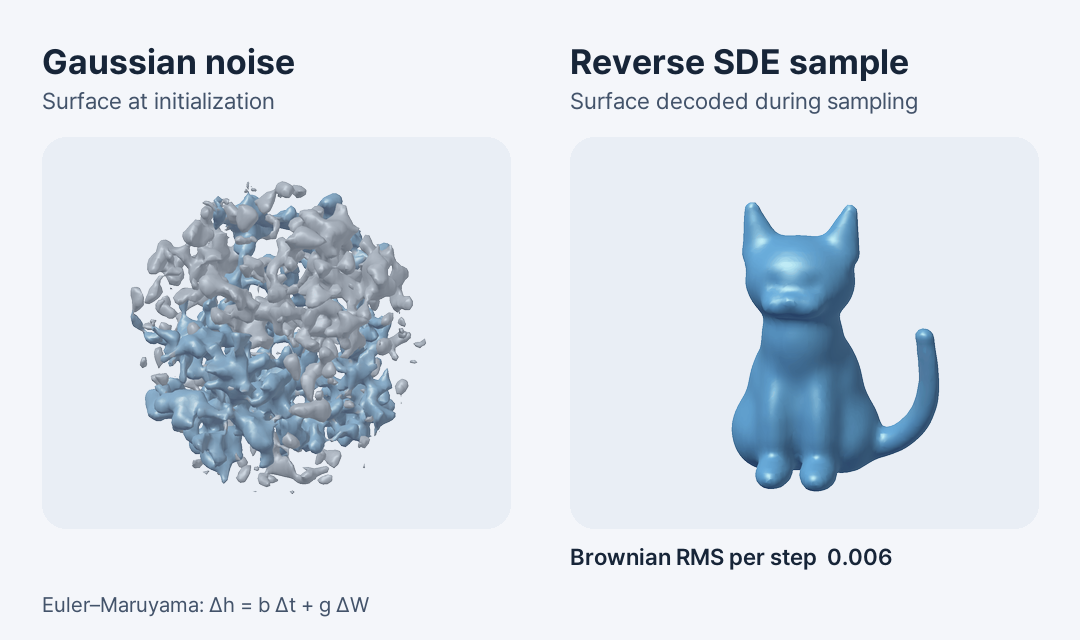 Gaussian noise
Surface at initialization
Reverse SDE sample
Surface decoded during sampling
Brownian RMS per step 0.006
Euler–Maruyama: Δh = b Δt + g ΔW